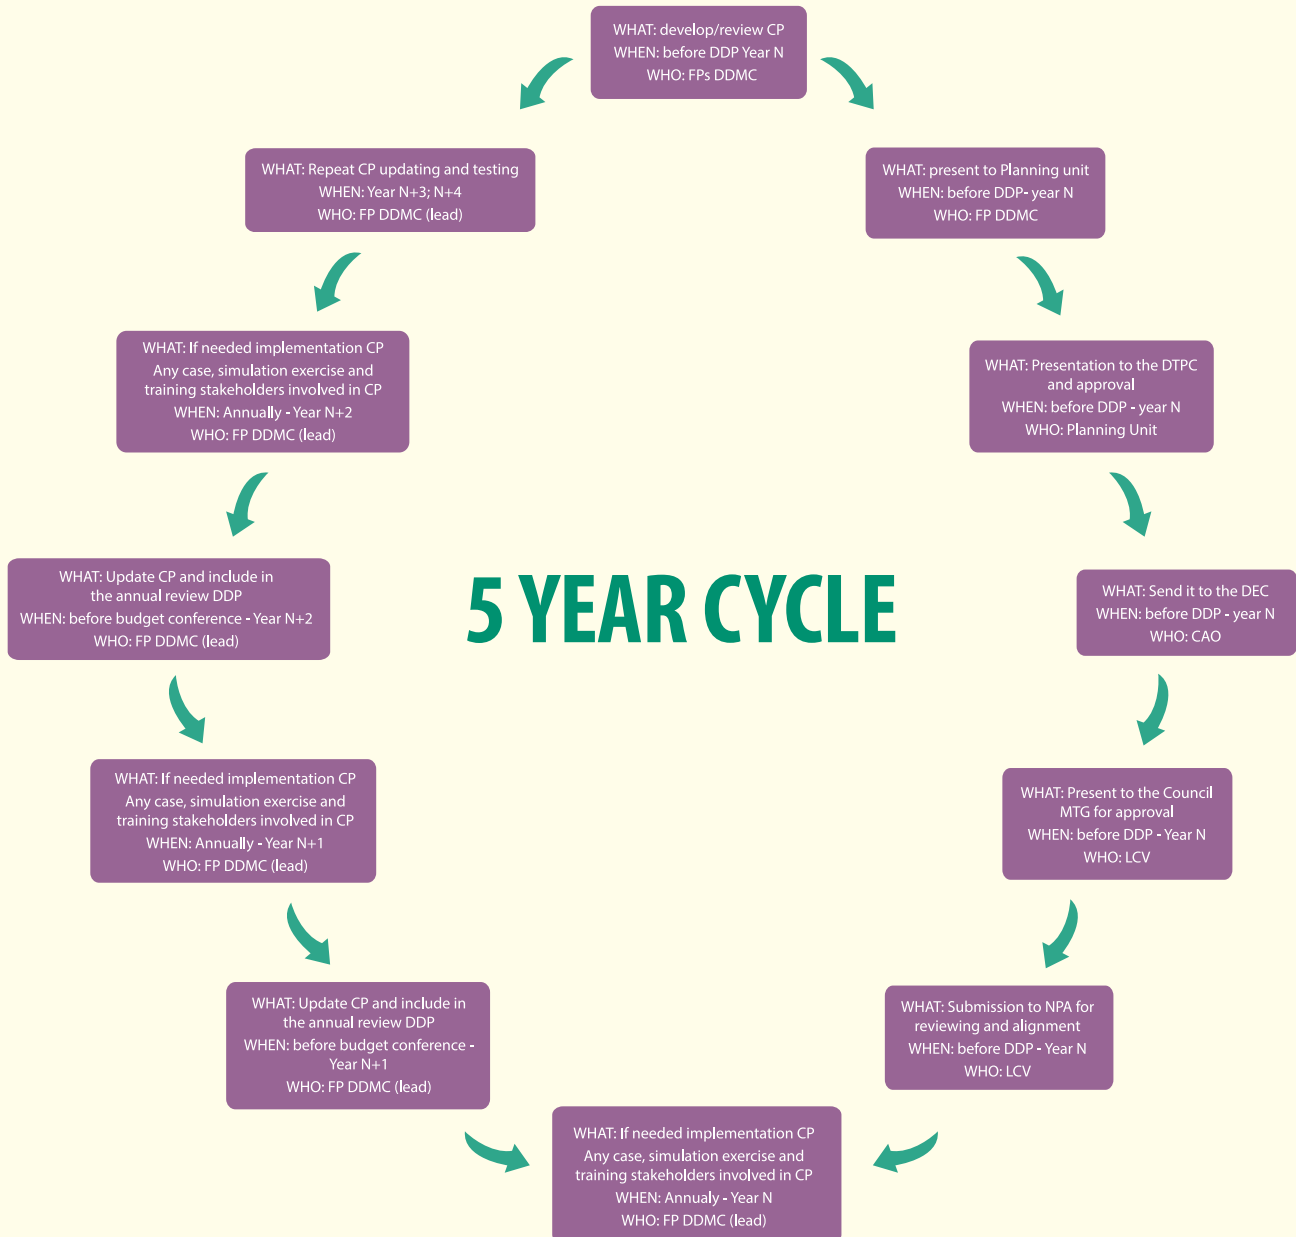 WHAT: develop/review CP
WHEN: before DDP Year N
WHO: FPs DDMC
WHAT: Repeat CP updating and testing
WHEN: Year N+3; N+4
WHO: FP DDMC (lead)
WHAT: present to Planning unit
WHEN: before DDP- year N
WHO: FP DDMC
WHAT: If needed implementation CP
Any case, simulation exercise and
training stakeholders involved in CP
WHEN: Annually - Year N+2
WHO: FP DDMC (lead)
WHAT: Presentation to the DTPC
and approval
WHEN: before DDP - year N
WHO: Planning Unit
WHAT: Update CP and include in
the annual review DDP
WHEN: before budget conference - Year N+2
WHO: FP DDMC (lead)
5 YEAR CYCLE
WHAT: Send it to the DEC
WHEN: before DDP - year N
WHO: CAO
WHAT: If needed implementation CP
Any case, simulation exercise and
training stakeholders involved in CP
WHEN: Annually - Year N+1
WHO: FP DDMC (lead)
WHAT: Present to the Council
MTG for approval
WHEN: before DDP - Year N
WHO: LCV
WHAT: Update CP and include in
the annual review DDP
WHEN: before budget conference -
Year N+1
WHO: FP DDMC (lead)
WHAT: Submission to NPA for
reviewing and alignment
WHEN: before DDP - Year N
WHO: LCV
WHAT: If needed implementation CP
Any case, simulation exercise and
training stakeholders involved in CP
WHEN: Annualy - Year N
WHO: FP DDMC (lead)